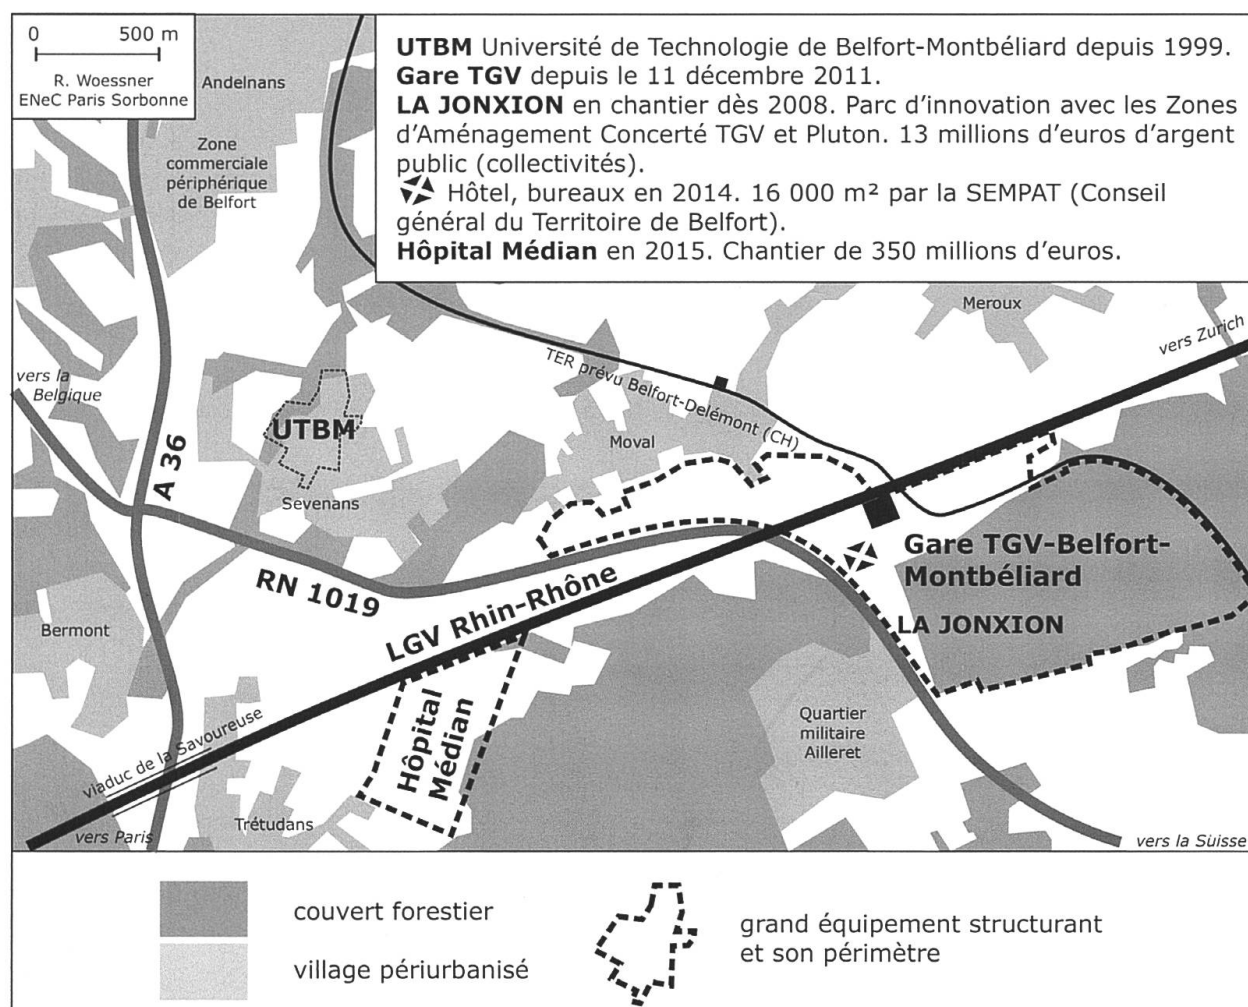 0 500 m
R. Woessner
ENeC Paris Sorbonne
UTBM Université de Technologie de Belfort-Montbéliard depuis 1999.
Gare TGV depuis le 11 décembre 2011.
LA JONXION en chantier dès 2008. Parc d'innovation avec les Zones
d'Aménagement Concerté TGV et Pluton. 13 millions d'euros d'argent
public (collectivités).
Hôtel, bureaux en 2014. 16 000 m² par la SEMPAT (Conseil
général du Territoire de Belfort).
Hôpital Médian en 2015. Chantier de 350 millions d'euros.
Andelnans
Zone
commerciale
périphérique
de Belfort
Meroux
vers Zurich
vers la
Belgique
TER prévu Belfort-Delémont (CH)
UTBM
Moval
A 36
Sevenans
RN 1019
Gare TGV-Belfort-
Montbéliard
LGV Rhin-Rhône
LA JONXION
Bermont
Hôpital
Médian
Quartier
militaire
Ailleret
viaduc de la Savoureuse
Trétudans
vers Paris
vers la Suisse
couvert forestier
village périurbanisé
grand équipement structurant
et son périmètre